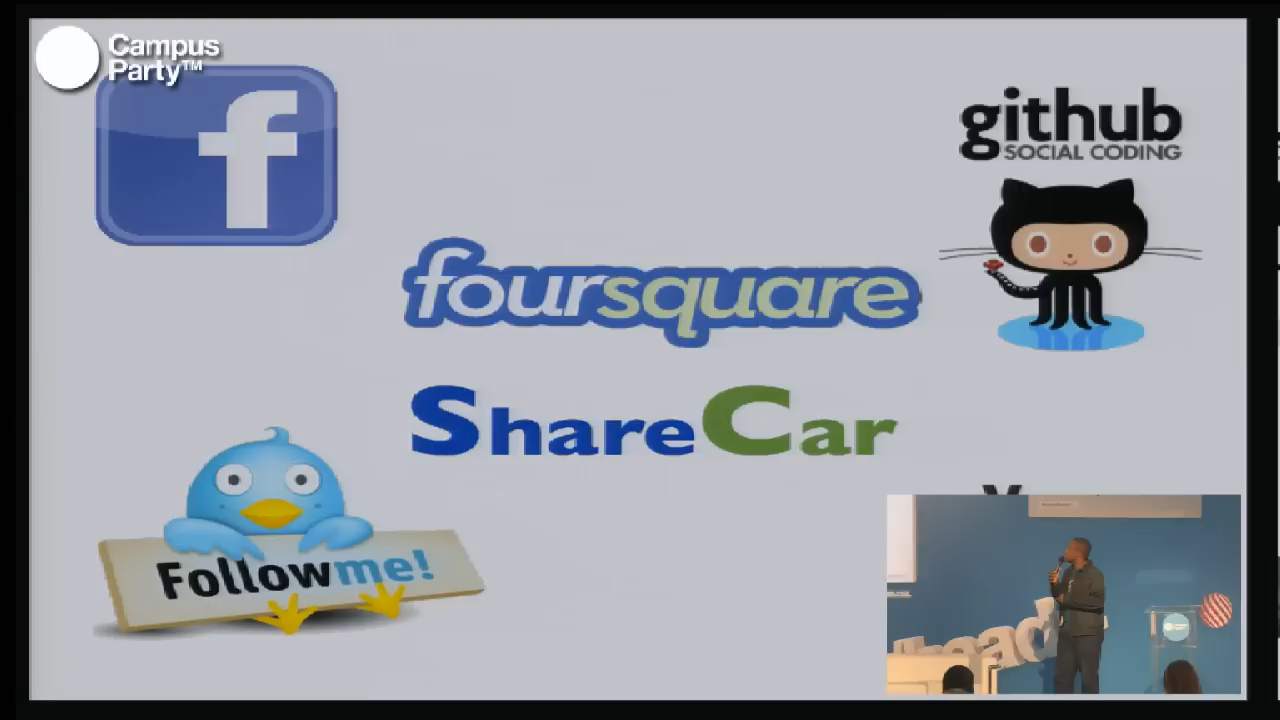 Campus
Party™
f
github
SOCIAL CODING
foursquare
ShareCar
Followme!